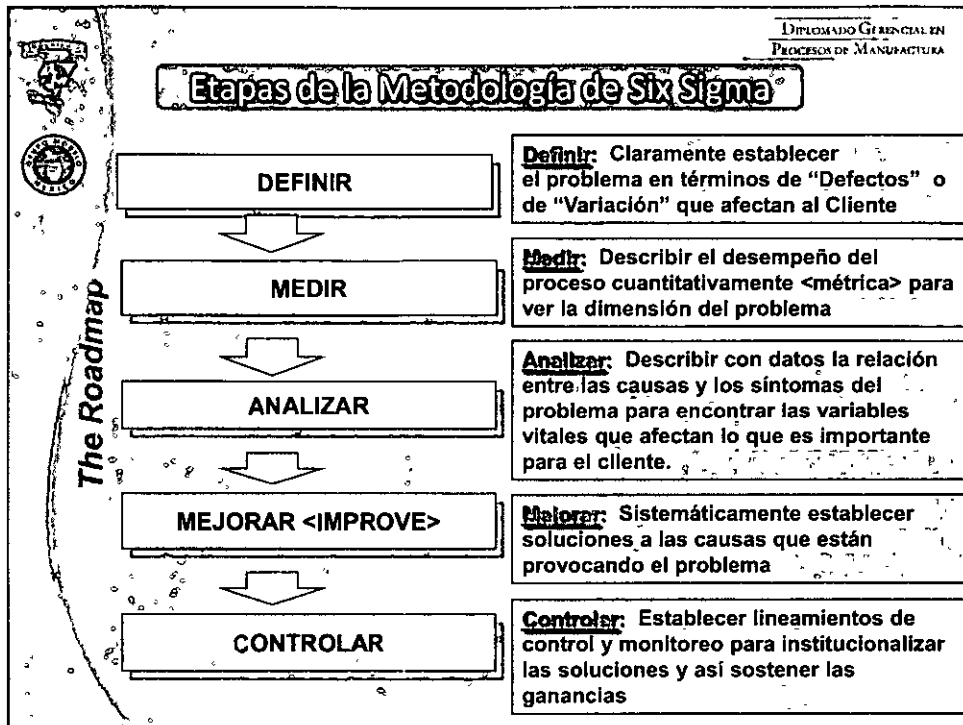 DIPLOMADO GERENCIAL EN
PROCESOS DE MANUFACTURA
Etapas de la Metodología de Six Sigma
The Roadmap
DEFINIR
Definir: Claramente establecer
el problema en términos de “Defectos” o
de “Variación” que afectan al Cliente
MEDIR
Medir: Describir el desempeño del
proceso cuantitativamente <métrica> para
ver la dimensión del problema
ANALIZAR
Analizar: Describir con datos la relación
entre las causas y los síntomas del
problema para encontrar las variables
vitales que afectan lo que es importante
para el cliente.
MEJORAR <IMPROVE>
Mejorar: Sistemáticamente establecer
soluciones a las causas que están
provocando el problema
CONTROLAR
Controlar: Establecer lineamientos de
control y monitoreo para institucionalizar
las soluciones y así sostener las
ganancias